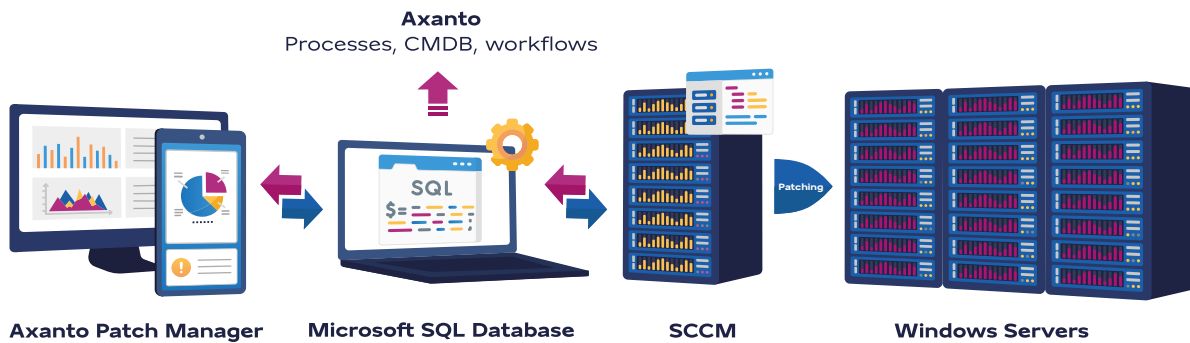 Axanto
Processes, CMDB, workflows
SQL
$=
Patching
Axanto Patch Manager
Microsoft SQL Database
SCCM
Windows Servers